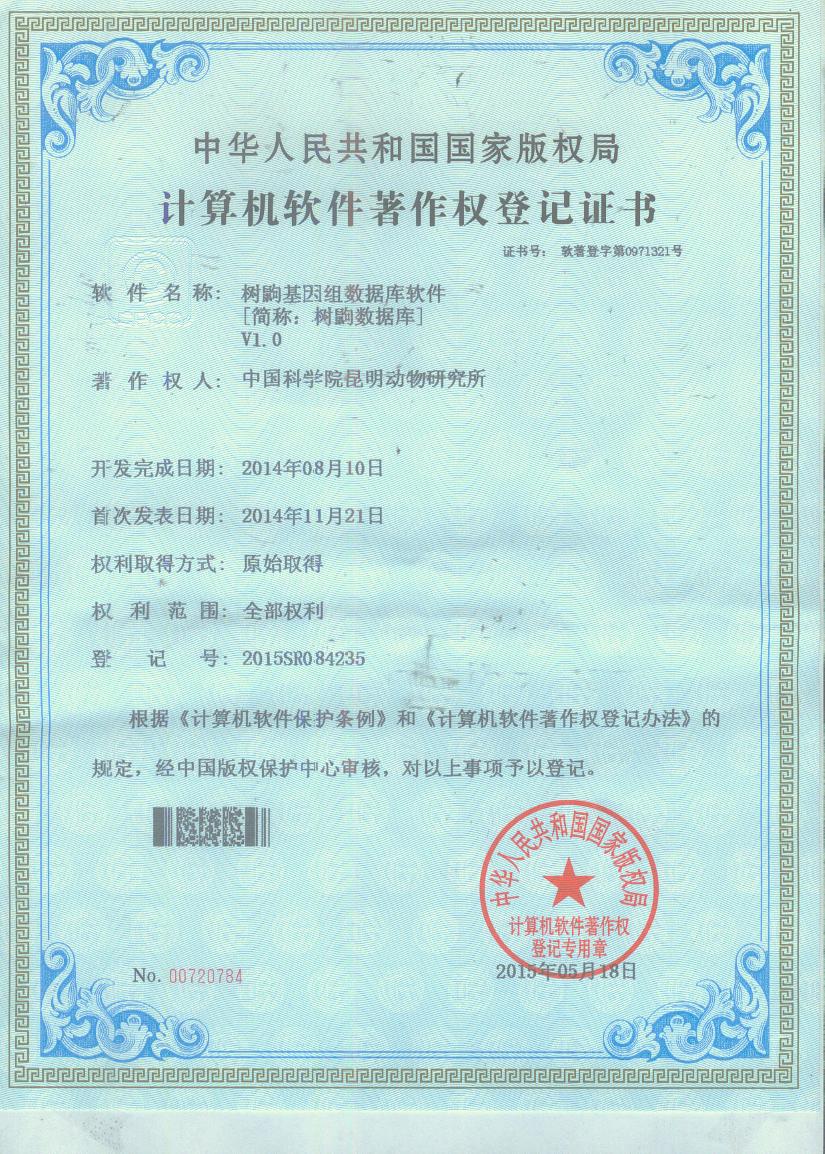 中华人民共和国国家版权局
计算机软件著作权登记证书
证书号： 软著登字第0971321号
软件名称： 树鼩基因组数据库软件
[简称：树鼩数据库]
V1.0
著作权人： 中国科学院昆明动物研究所
开发完成日期： 2014年08月10日
首次发表日期： 2014年11月21日
权利取得方式： 原始取得
权利范围： 全部权利
登记号： 2015SR084235
根据《计算机软件保护条例》和《计算机软件著作权登记办法》的
规定，经中国版权保护中心审核，对以上事项予以登记。
中华人民共和国国家版权局
计算机软件著作权
登记专用章
No. 00720784
2015年05月18日